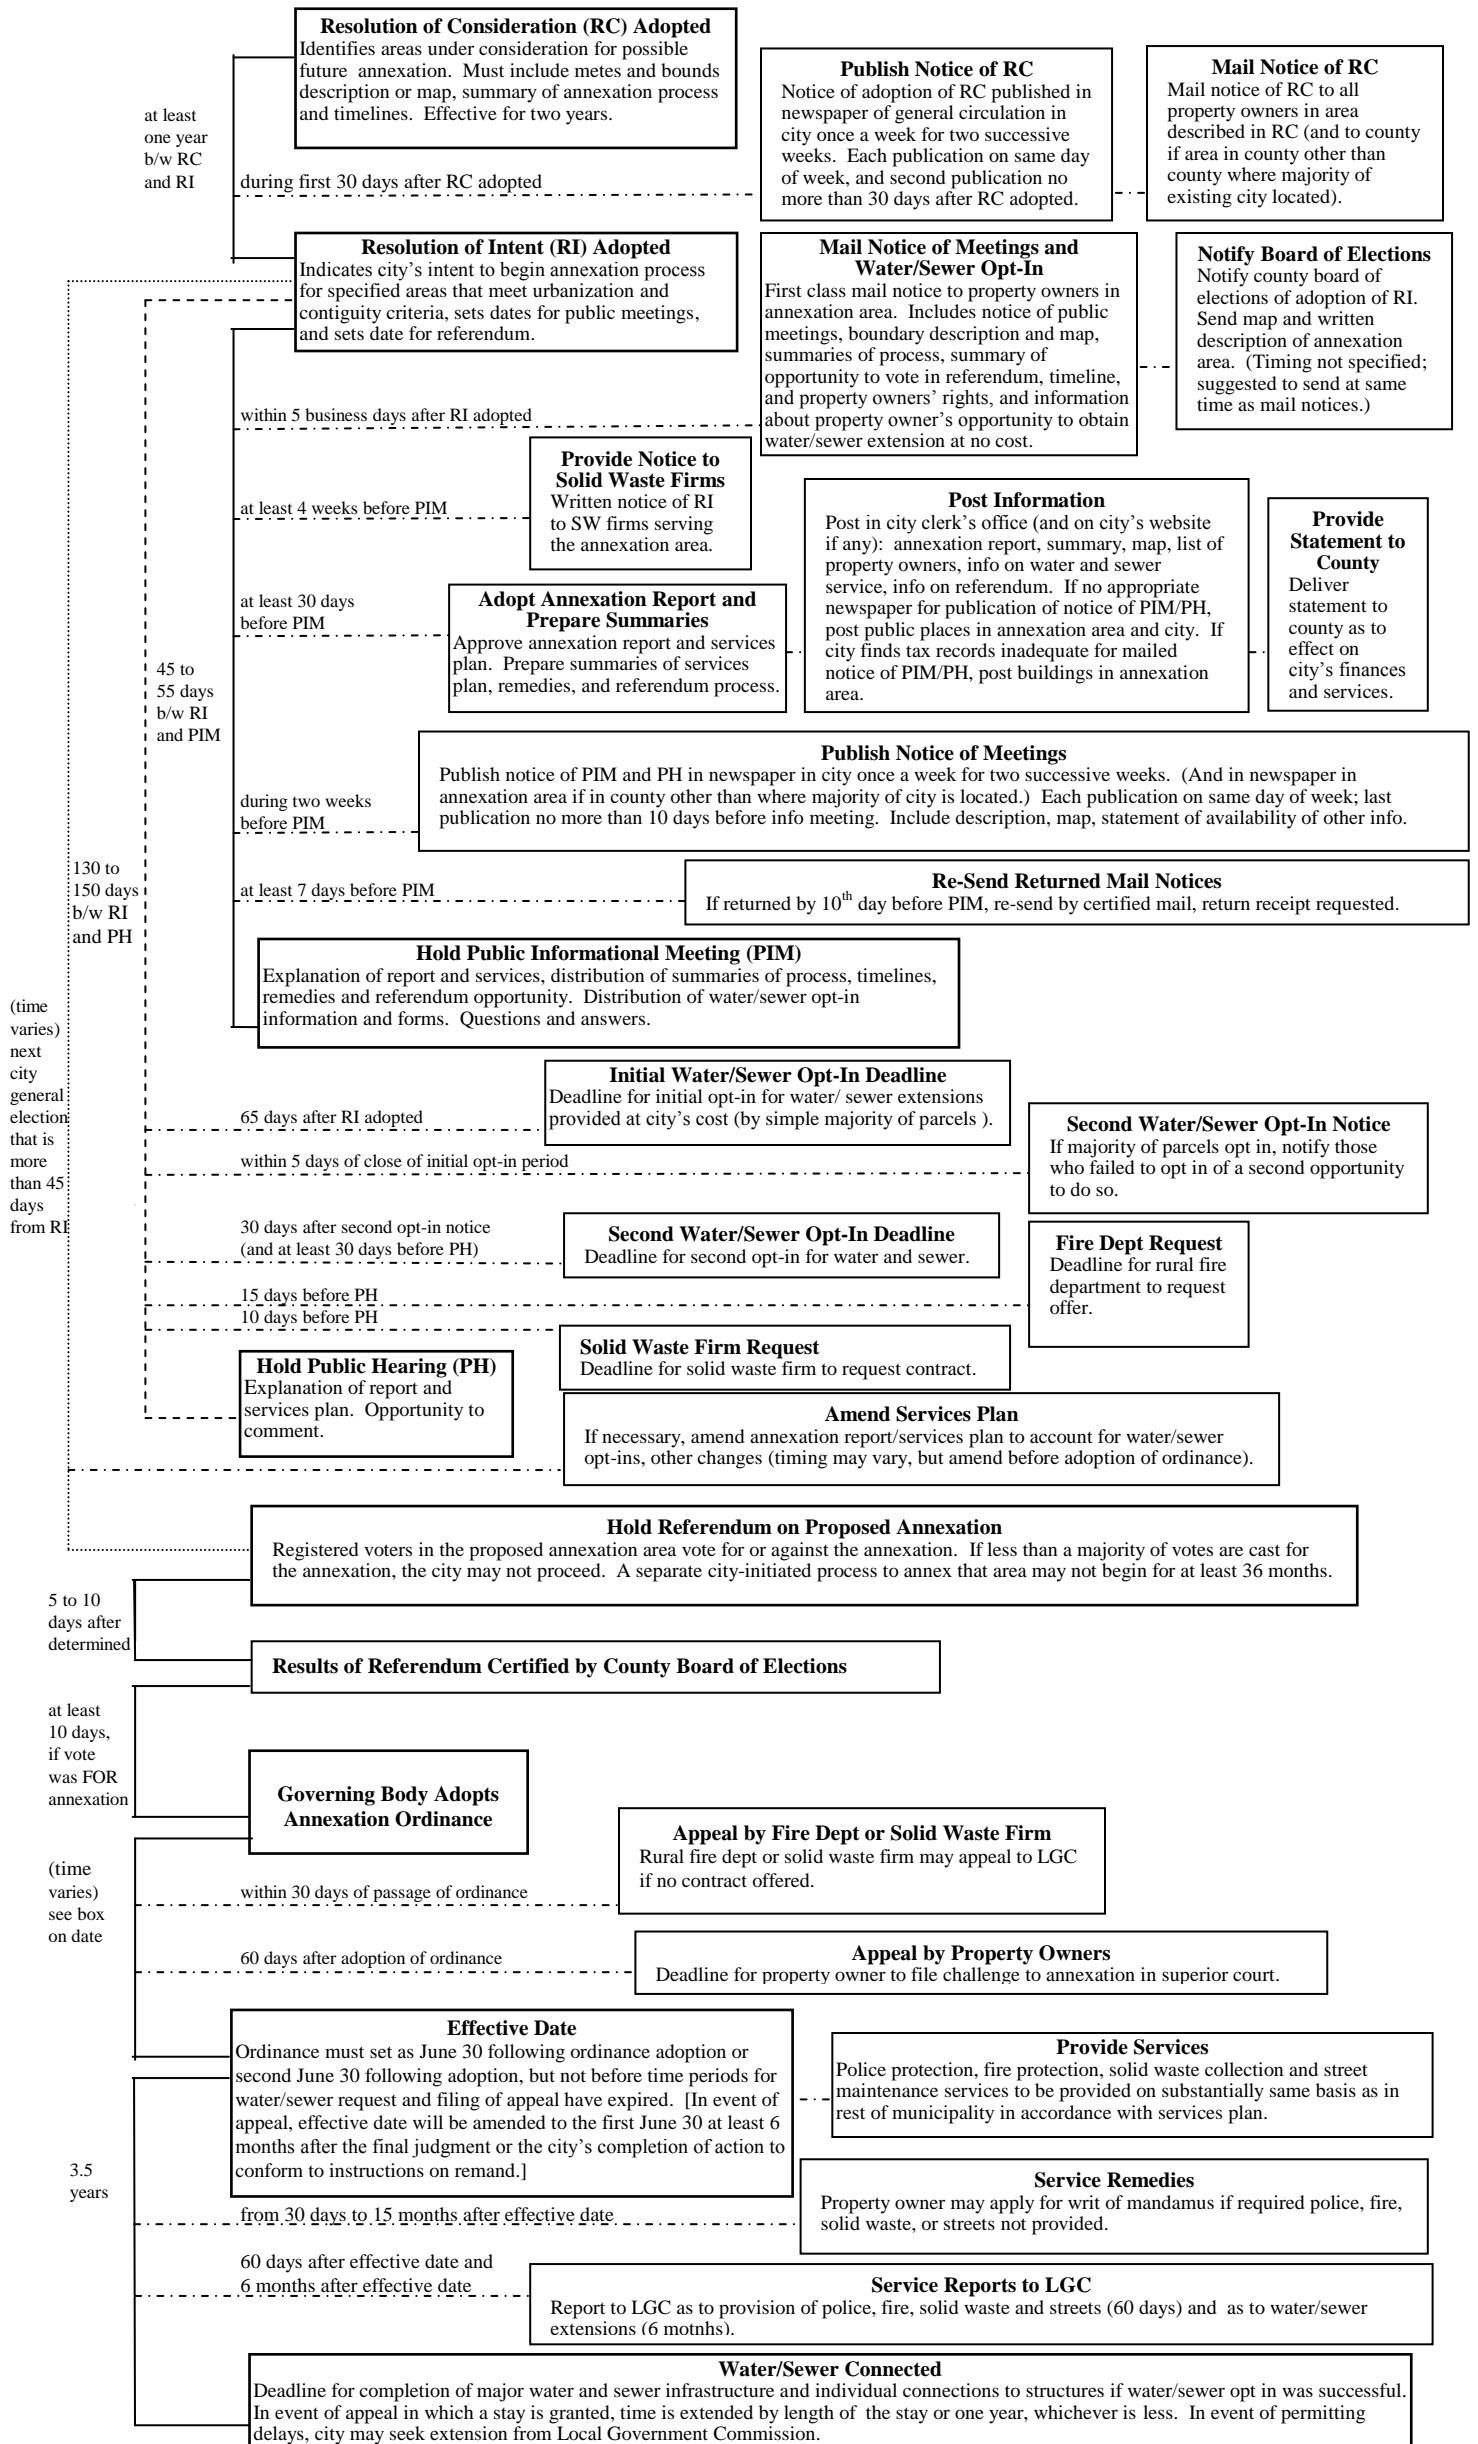 Resolution of Consideration (RC) Adopted
Identifies areas under consideration for possible
future annexation. Must include metes and bounds
description or map, summary of annexation process
and timelines. Effective for two years.
at least
one year
b/w RC
and RI
during first 30 days after RC adopted
Publish Notice of RC
Notice of adoption of RC published in
newspaper of general circulation in
city once a week for two successive
weeks. Each publication on same day
of week, and second publication no
more than 30 days after RC adopted.
Mail Notice of RC
Mail notice of RC to all
property owners in area
described in RC (and to county
if area in county other than
county where majority of
existing city located).
Resolution of Intent (RI) Adopted
Indicates city's intent to begin annexation process
for specified areas that meet urbanization and
contiguity criteria, sets dates for public meetings,
and sets date for referendum.
within 5 business days after RI adopted
Mail Notice of Meetings and
Water/Sewer Opt-In
First class mail notice to property owners in
annexation area. Includes notice of public
meetings, boundary description and map,
summaries of process, summary of
opportunity to vote in referendum, timeline,
and property owners' rights, and information
about property owner's opportunity to obtain
water/sewer extension at no cost.
Notify Board of Elections
Notify county board of
elections of adoption of RI.
Send map and written
description of annexation
area. (Timing not specified;
suggested to send at same
time as mail notices.)
at least 4 weeks before PIM
Provide Notice to
Solid Waste Firms
Written notice of RI
to SW firms serving
the annexation area.
at least 30 days
before PIM
Adopt Annexation Report and
Prepare Summaries
Approve annexation report and services
plan. Prepare summaries of services
plan, remedies, and referendum process.
Post Information
Post in city clerk's office (and on city's website
if any): annexation report, summary, map, list of
property owners, info on water and sewer
service, info on referendum. If no appropriate
newspaper for publication of notice of PIM/PH,
post public places in annexation area and city. If
city finds tax records inadequate for mailed
notice of PIM/PH, post buildings in annexation
area.
Provide
Statement to
County
Deliver
statement to
county as to
effect on
city's finances
and services.
45 to
55 days
b/w RI
and PIM
during two weeks
before PIM
Publish Notice of Meetings
Publish notice of PIM and PH in newspaper in city once a week for two successive weeks. (And in newspaper in
annexation area if in county other than where majority of city is located.) Each publication on same day of week; last
publication no more than 10 days before info meeting. Include description, map, statement of availability of other info.
130 to
150 days
b/w RI
and PH
at least 7 days before PIM
Re-Send Returned Mail Notices
If returned by 10th day before PIM, re-send by certified mail, return receipt requested.
Hold Public Informational Meeting (PIM)
Explanation of report and services, distribution of summaries of process, timelines,
remedies and referendum opportunity. Distribution of water/sewer opt-in
information and forms. Questions and answers.
(time
varies)
next
city
general
election
that is
more
than 45
days
from RI
65 days after RI adopted
Initial Water/Sewer Opt-In Deadline
Deadline for initial opt-in for water/ sewer extensions
provided at city's cost (by simple majority of parcels ).
within 5 days of close of initial opt-in period
Second Water/Sewer Opt-In Notice
If majority of parcels opt in, notify those
who failed to opt in of a second opportunity
to do so.
30 days after second opt-in notice
(and at least 30 days before PH)
Second Water/Sewer Opt-In Deadline
Deadline for second opt-in for water and sewer.
15 days before PH
Fire Dept Request
Deadline for rural fire
department to request
offer.
10 days before PH
Solid Waste Firm Request
Deadline for solid waste firm to request contract.
Hold Public Hearing (PH)
Explanation of report and
services plan. Opportunity to
comment.
Amend Services Plan
If necessary, amend annexation report/services plan to account for water/sewer
opt-ins, other changes (timing may vary, but amend before adoption of ordinance).
Hold Referendum on Proposed Annexation
Registered voters in the proposed annexation area vote for or against the annexation. If less than a majority of votes are cast for
the annexation, the city may not proceed. A separate city-initiated process to annex that area may not begin for at least 36 months.
5 to 10
days after
determined
Results of Referendum Certified by County Board of Elections
at least
10 days,
if vote
was FOR
annexation
Governing Body Adopts
Annexation Ordinance
(time
varies)
see box
on date
within 30 days of passage of ordinance
Appeal by Fire Dept or Solid Waste Firm
Rural fire dept or solid waste firm may appeal to LGC
if no contract offered.
60 days after adoption of ordinance
Appeal by Property Owners
Deadline for property owner to file challenge to annexation in superior court.
Effective Date
Ordinance must set as June 30 following ordinance adoption or
second June 30 following adoption, but not before time periods for
water/sewer request and filing of appeal have expired. [In event of
appeal, effective date will be amended to the first June 30 at least 6
months after the final judgment or the city's completion of action to
conform to instructions on remand.]
Provide Services
Police protection, fire protection, solid waste collection and street
maintenance services to be provided on substantially same basis as in
rest of municipality in accordance with services plan.
3.5
years
from 30 days to 15 months after effective date
Service Remedies
Property owner may apply for writ of mandamus if required police, fire,
solid waste, or streets not provided.
60 days after effective date and
6 months after effective date
Service Reports to LGC
Report to LGC as to provision of police, fire, solid waste and streets (60 days) and as to water/sewer
extensions (6 motnhs).
Water/Sewer Connected
Deadline for completion of major water and sewer infrastructure and individual connections to structures if water/sewer opt in was successful.
In event of appeal in which a stay is granted, time is extended by length of the stay or one year, whichever is less. In event of permitting
delays, city may seek extension from Local Government Commission.